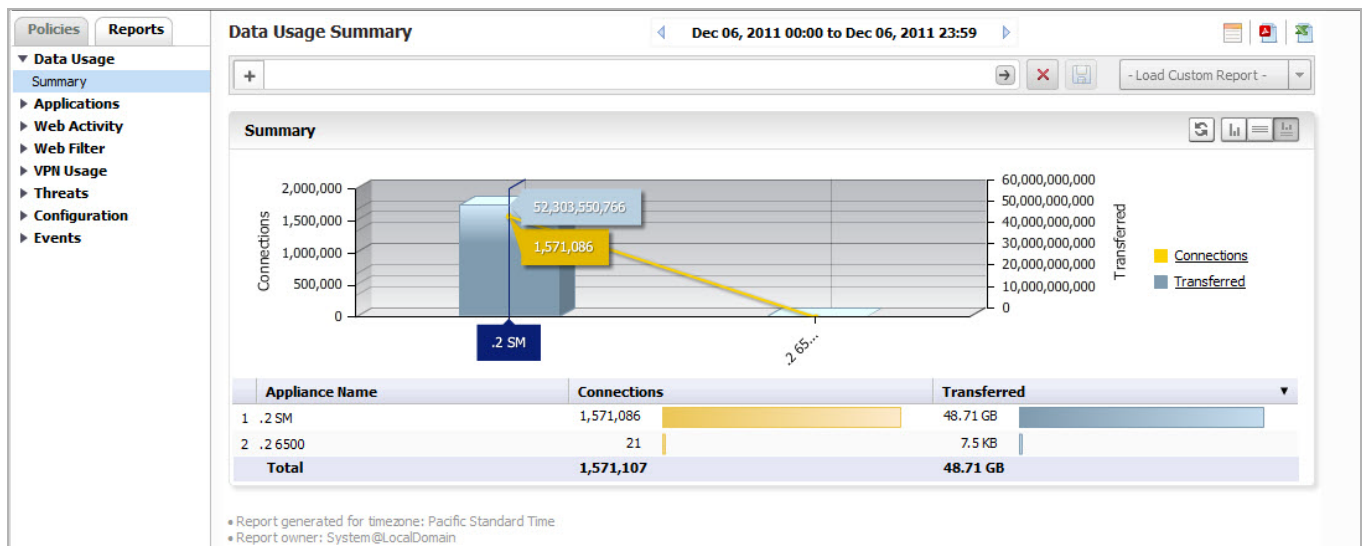 Policies Reports
Data Usage
Summary
Applications
Web Activity
Web Filter
VPN Usage
Threats
Configuration
Events
Data Usage Summary
Dec 06, 2011 00:00 to Dec 06, 2011 23:59
+
- Load Custom Report -
Summary
2,000,000
1,500,000
1,000,000
500,000
0
Connections
52,303,550,766
1,571,086
.2 SM
.2 65...
60,000,000,000
50,000,000,000
40,000,000,000
30,000,000,000
20,000,000,000
10,000,000,000
0
Transferred
Connections
Transferred
Appliance Name Connections Transferred
1 .2 SM 1,571,086 48.71 GB
2 .2 6500 21 7.5 KB
Total 1,571,107 48.71 GB
• Report generated for timezone: Pacific Standard Time
• Report owner: System@LocalDomain